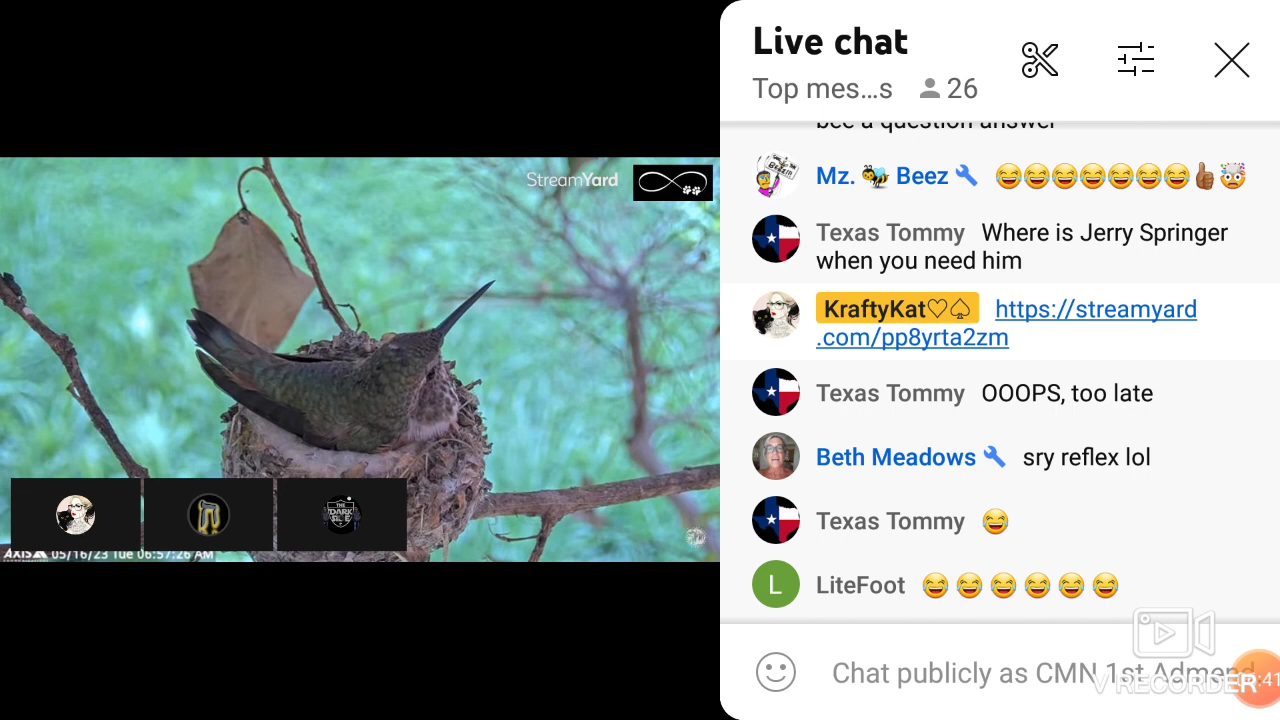 StreamYard
AXIS 05/16/23 Tue 06:57:26 AM
Live chat
Top mes...s 26
bee a question answer
Mz. 🐝 Beez 😂😂😂😂😂😂😂👍🏾🤯
Texas Tommy Where is Jerry Springer
when you need him
KraftyKat♡♤ https://streamyard
.com/pp8yrta2zm
Texas Tommy OOOPS, too late
Beth Meadows sry reflex lol
Texas Tommy 😂
LiteFoot 😂 😂 😂 😂 😂 😂
L
Chat publicly as CMN 1st Admend
V RECORDER
:41